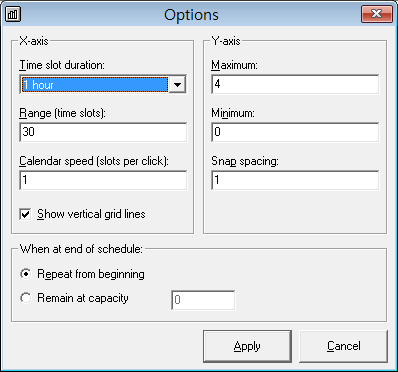 Options
X-axis
Time slot duration:
1 hour
Range (time slots):
30
Calendar speed (slots per click):
1
Show vertical grid lines
Y-axis
Maximum:
4
Minimum:
0
Snap spacing:
1
When at end of schedule:
Repeat from beginning
Remain at capacity
0
Apply
Cancel